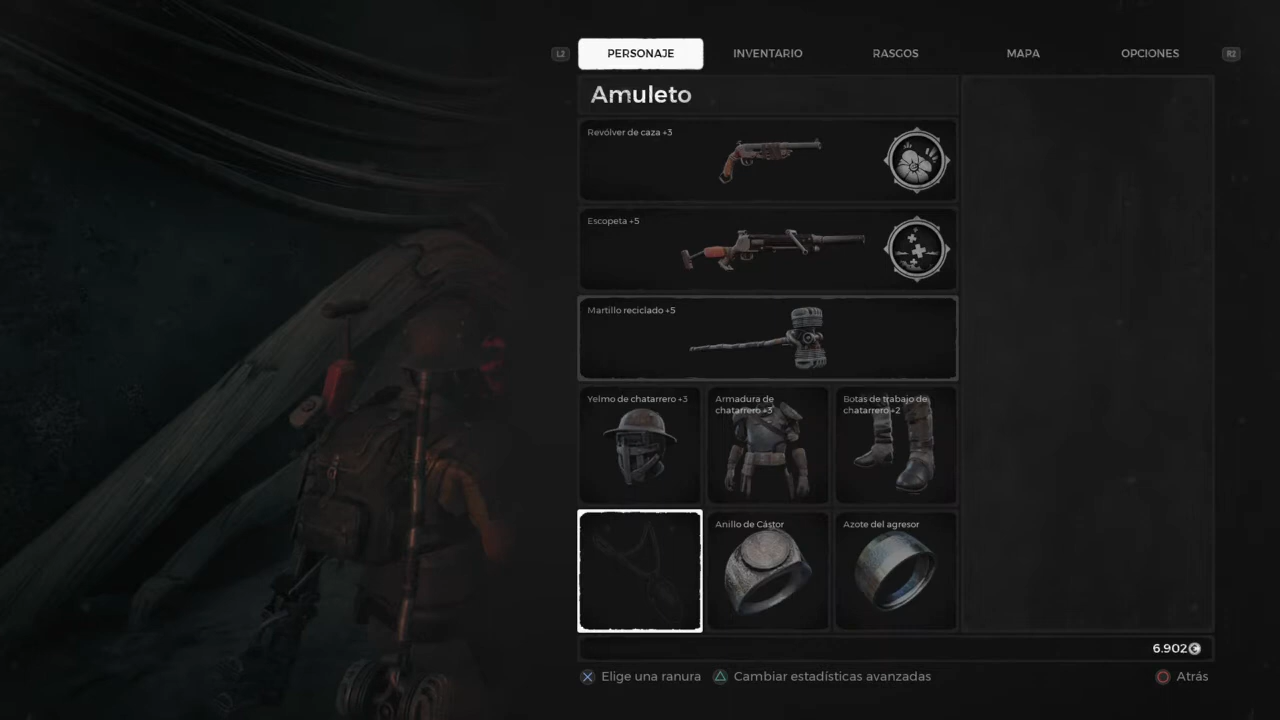 L2 PERSONAJE INVENTARIO RASGOS MAPA OPCIONES R2
Amuleto
Revólver de caza +3
Escopeta +5
Martillo reciclado +5
Yelmo de chatarrero +3
Armadura de
chatarrero +3
Botas de trabajo de
chatarrero +2
Anillo de Cástor
Azote del agresor
6.902
Elige una ranura Cambiar estadísticas avanzadas Atrás